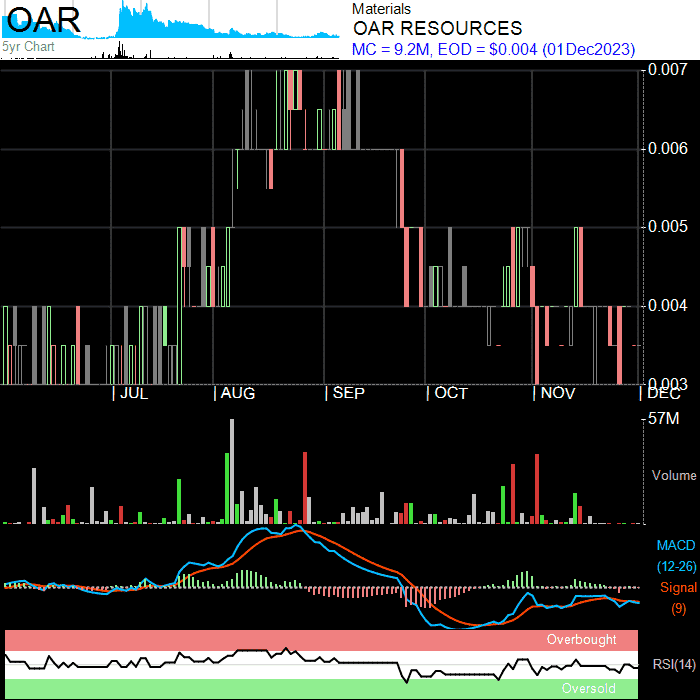 OAR
5yr Chart
Materials
OAR RESOURCES
MC = 9.2M, EOD = $0.004 (01Dec2023)
0.007
0.006
0.005
0.004
0.003
JUL
AUG
SEP
OCT
NOV
DEC
57M
Volume
MACD
(12-26)
Signal
(9)
Overbought
RSI(14)
Oversold